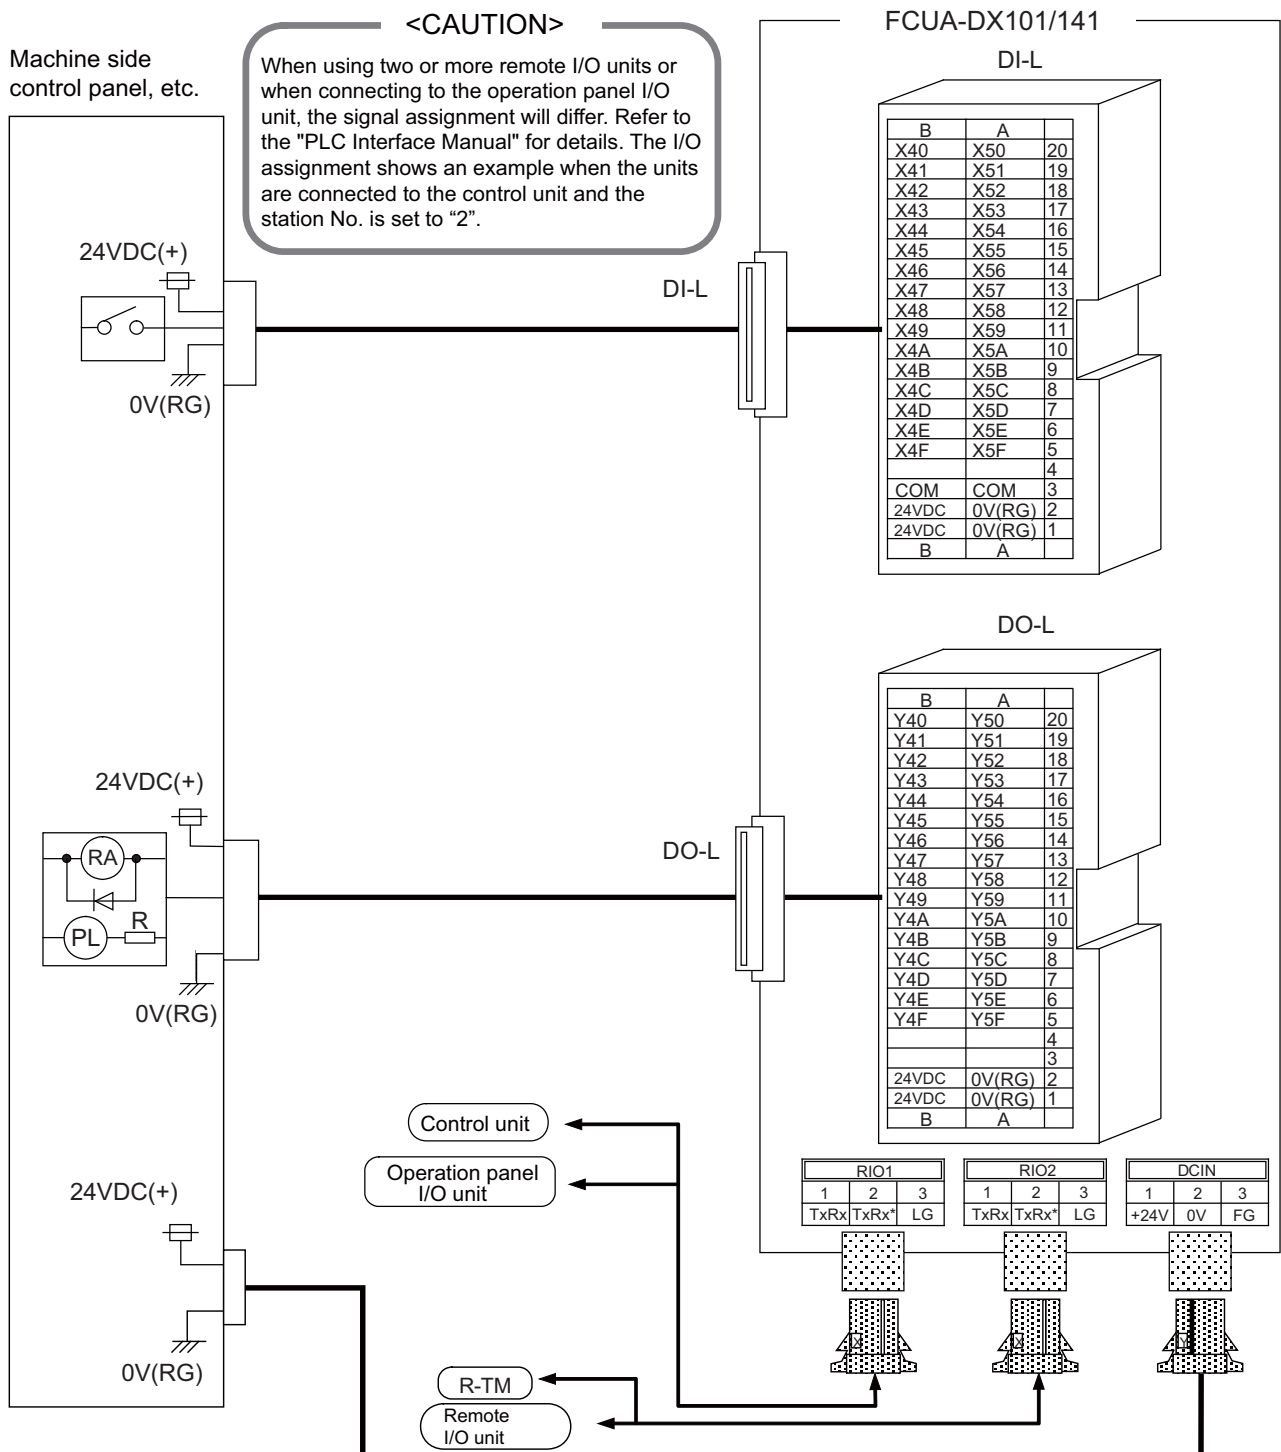 <CAUTION>
When using two or more remote I/O units or
when connecting to the operation panel I/O
unit, the signal assignment will differ. Refer to
the "PLC Interface Manual" for details. The I/O
assignment shows an example when the units
are connected to the control unit and the
station No. is set to “2”.
Machine side
control panel, etc.
FCUA-DX101/141
DI-L
B A
X40 X50 20
X41 X51 19
X42 X52 18
X43 X53 17
X44 X54 16
X45 X55 15
X46 X56 14
X47 X57 13
X48 X58 12
X49 X59 11
X4A X5A 10
X4B X5B 9
X4C X5C 8
X4D X5D 7
X4E X5E 6
X4F X5F 5
4
COM COM 3
24VDC 0V(RG) 2
24VDC 0V(RG) 1
B A
24VDC(+)
0V(RG)
DI-L
DO-L
B A
Y40 Y50 20
Y41 Y51 19
Y42 Y52 18
Y43 Y53 17
Y44 Y54 16
Y45 Y55 15
Y46 Y56 14
Y47 Y57 13
Y48 Y58 12
Y49 Y59 11
Y4A Y5A 10
Y4B Y5B 9
Y4C Y5C 8
Y4D Y5D 7
Y4E Y5E 6
Y4F Y5F 5
4
3
24VDC 0V(RG) 2
24VDC 0V(RG) 1
B A
24VDC(+)
RA
PL R
0V(RG)
DO-L
Control unit
Operation panel
I/O unit
RIO1
1 2 3
TxRx TxRx* LG
RIO2
1 2 3
TxRx TxRx* LG
DCIN
1 2 3
+24V 0V FG
X
X
Y
24VDC(+)
0V(RG)
R-TM
Remote
I/O unit